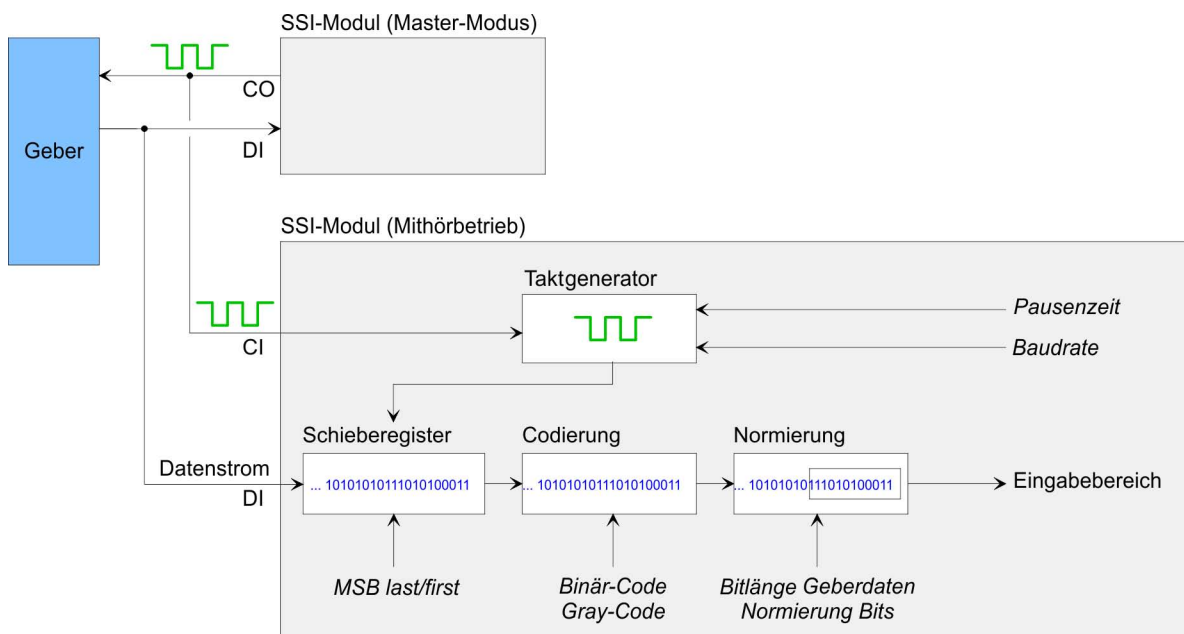 SSI-Modul (Master-Modus)
CO
Geber
DI
SSI-Modul (Mithörbetrieb)
Taktgenerator
Pausenzeit
CI
Baudrate
Schieberegister
Codierung
Normierung
Datenstrom
... 10101010111010100011
... 10101010111010100011
... 10101010111010100011
Eingabebereich
DI
MSB last/first
Binär-Code
Gray-Code
Bitlänge Geberdaten
Normierung Bits